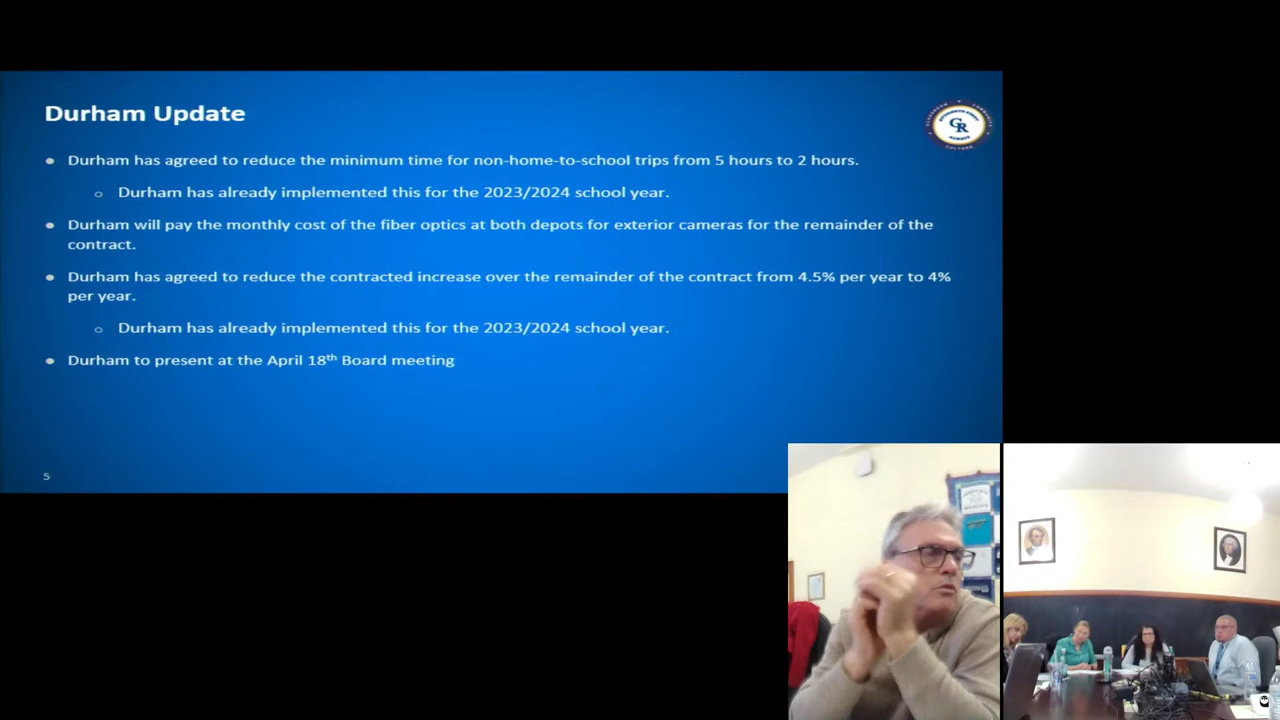 Durham Update
GR
● Durham has agreed to reduce the minimum time for non-home-to-school trips from 5 hours to 2 hours.
○ Durham has already implemented this for the 2023/2024 school year.
● Durham will pay the monthly cost of the fiber optics at both depots for exterior cameras for the remainder of the
contract.
● Durham has agreed to reduce the contracted increase over the remainder of the contract from 4.5% per year to 4%
per year.
○ Durham has already implemented this for the 2023/2024 school year.
● Durham to present at the April 18th Board meeting
5